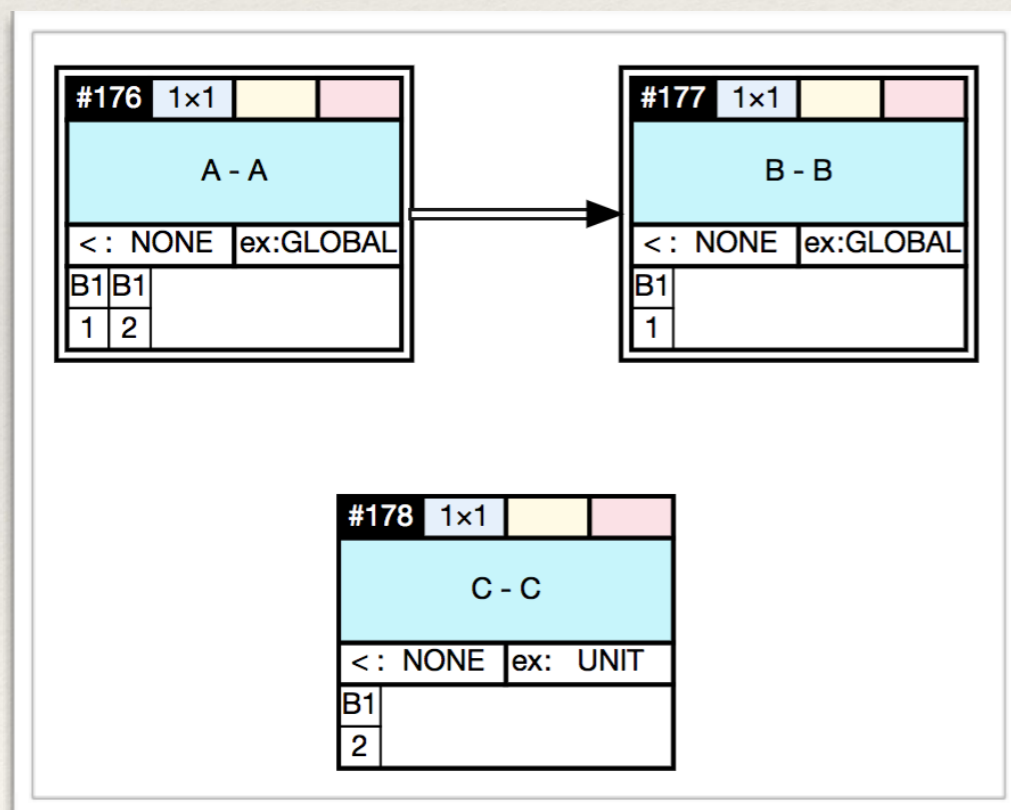 #176 1×1
A - A
< : NONE ex:GLOBAL
B1 B1
1 2
#177 1×1
B - B
< : NONE ex:GLOBAL
B1
1
#178 1×1
C - C
< : NONE ex: UNIT
B1
2